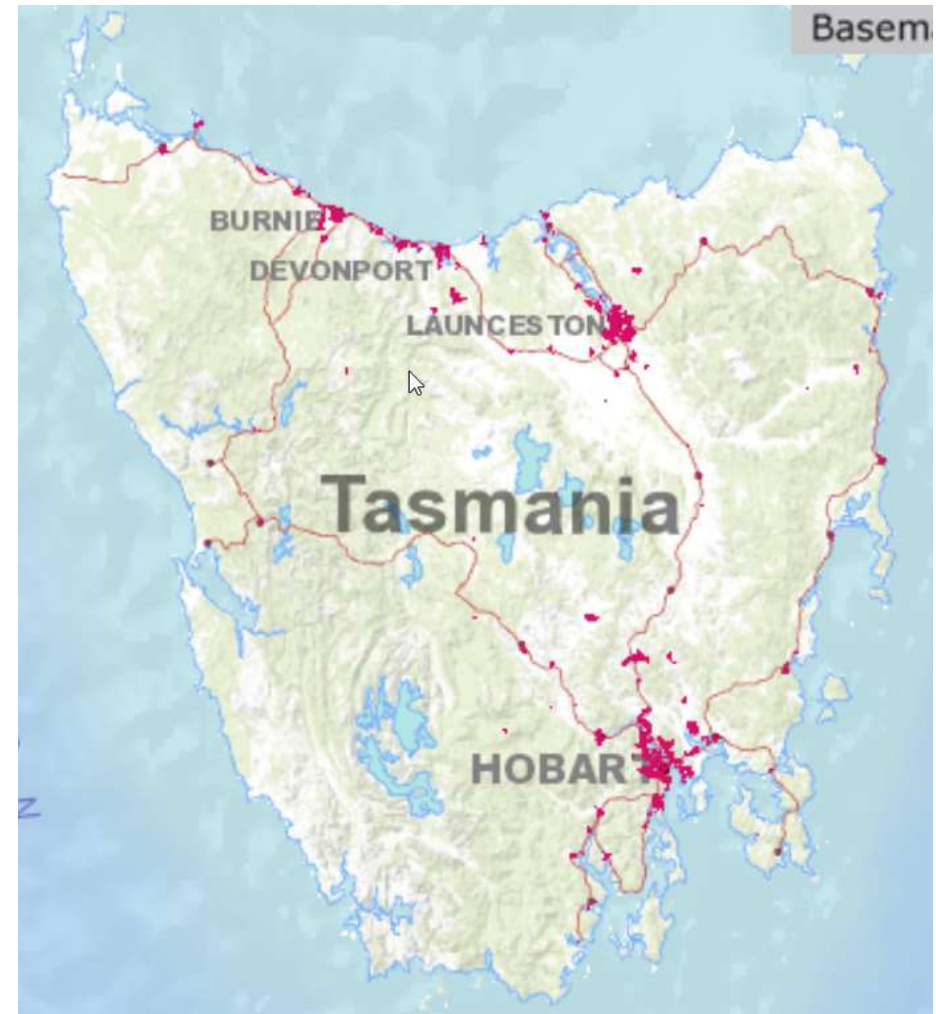 Basema
BURNIE
DEVONPORT
LAUNCESTON
Tasmania
HOBART